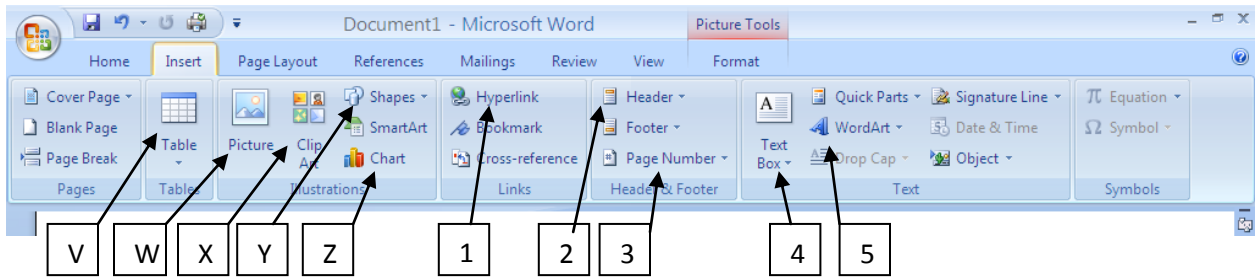 Document1 - Microsoft Word Picture Tools
Home Insert Page Layout References Mailings Review View Format
Cover Page Hyperlink Header Quick Parts Signature Line π Equation
Blank Page Shapes Bookmark Footer WordArt Date & Time Ω Symbol
Page Break Table Picture Clip Art SmartArt Chart Cross-reference Page Number Text Box Drop Cap Object
Pages Tables Illustrations Links Header & Footer Text Symbols
V W X Y Z 1 2 3 4 5